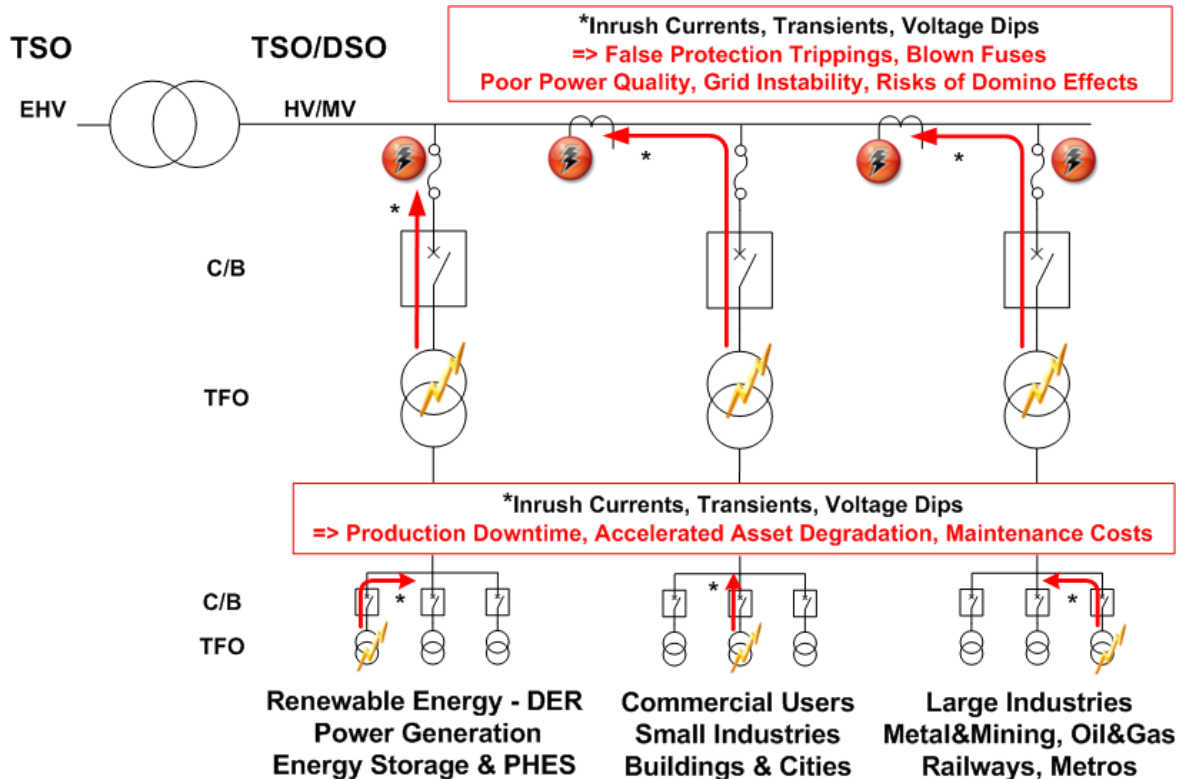 TSO
TSO/DSO
*Inrush Currents, Transients, Voltage Dips
=> False Protection Trippings, Blown Fuses
Poor Power Quality, Grid Instability, Risks of Domino Effects
EHV
HV/MV
*
*
*
C/B
TFO
*Inrush Currents, Transients, Voltage Dips
=> Production Downtime, Accelerated Asset Degradation, Maintenance Costs
C/B
*
*
*
TFO
Renewable Energy - DER
Power Generation
Energy Storage & PHES
Commercial Users
Small Industries
Buildings & Cities
Large Industries
Metal&Mining, Oil&Gas
Railways, Metros